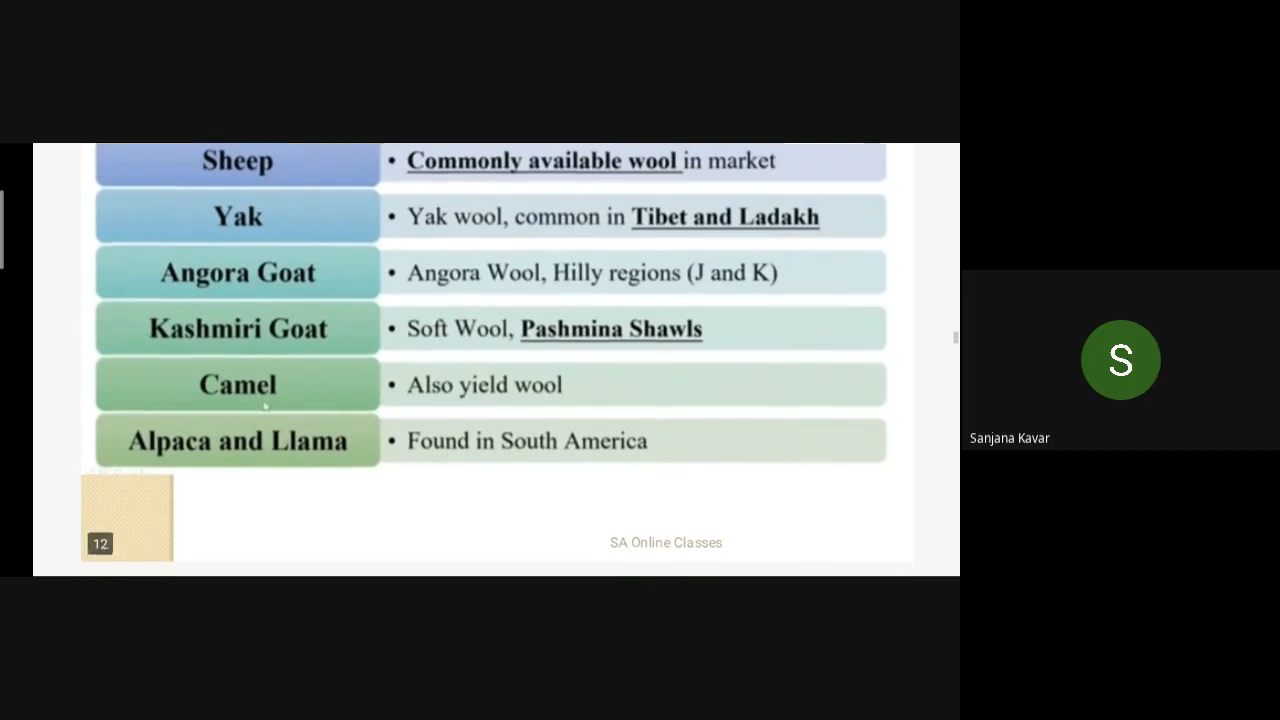 Sheep
• Commonly available wool in market
Yak
• Yak wool, common in Tibet and Ladakh
Angora Goat
• Angora Wool, Hilly regions (J and K)
Kashmiri Goat
• Soft Wool, Pashmina Shawls
Camel
• Also yield wool
Alpaca and Llama
• Found in South America
12
SA Online Classes
S
Sanjana Kavar